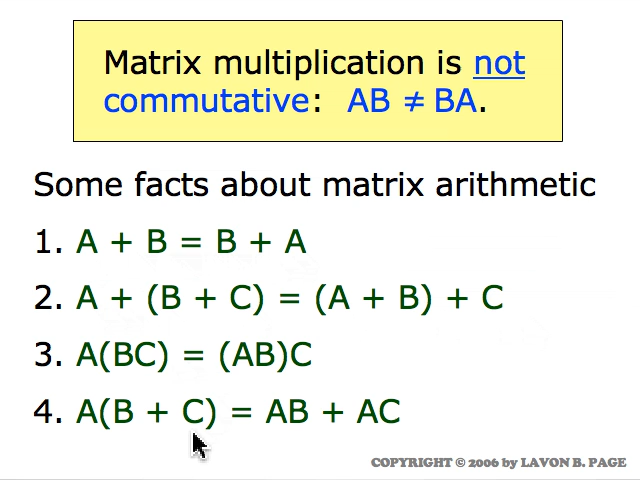 Matrix multiplication is not
commutative: AB ≠ BA.
Some facts about matrix arithmetic
1. A + B = B + A
2. A + (B + C) = (A + B) + C
3. A(BC) = (AB)C
4. A(B + C) = AB + AC
COPYRIGHT © 2006 by LAVON B. PAGE